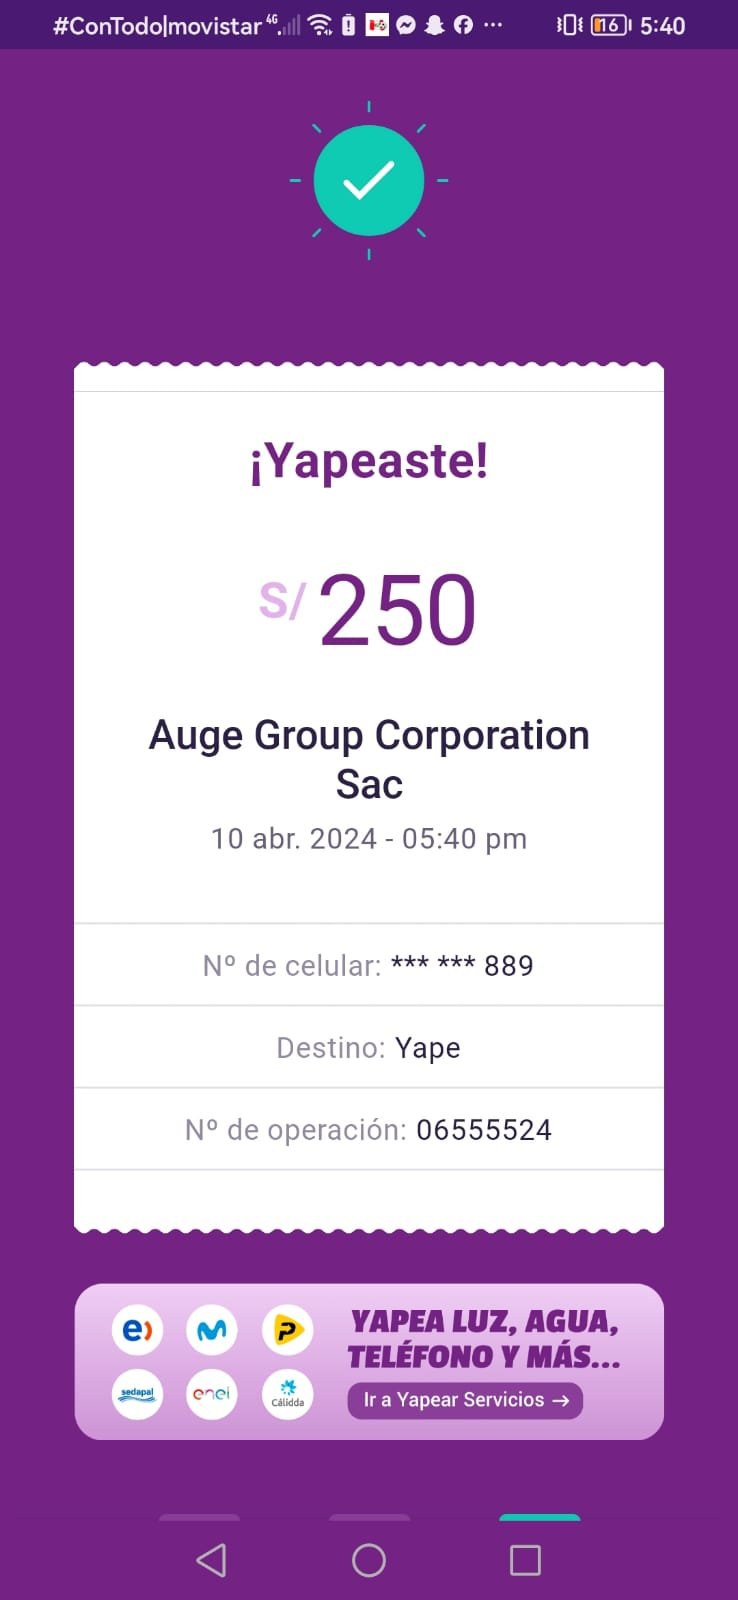 #ConTodo|movistar 4G 16 5:40
¡Yapeaste!
S/ 250
Auge Group Corporation
Sac
10 abr. 2024 - 05:40 pm
Nº de celular: *** *** 889
Destino: Yape
Nº de operación: 06555524
YAPEA LUZ, AGUA,
TELÉFONO Y MÁS...
Ir a Yapear Servicios →
e) P
sedapal enel Cálidda